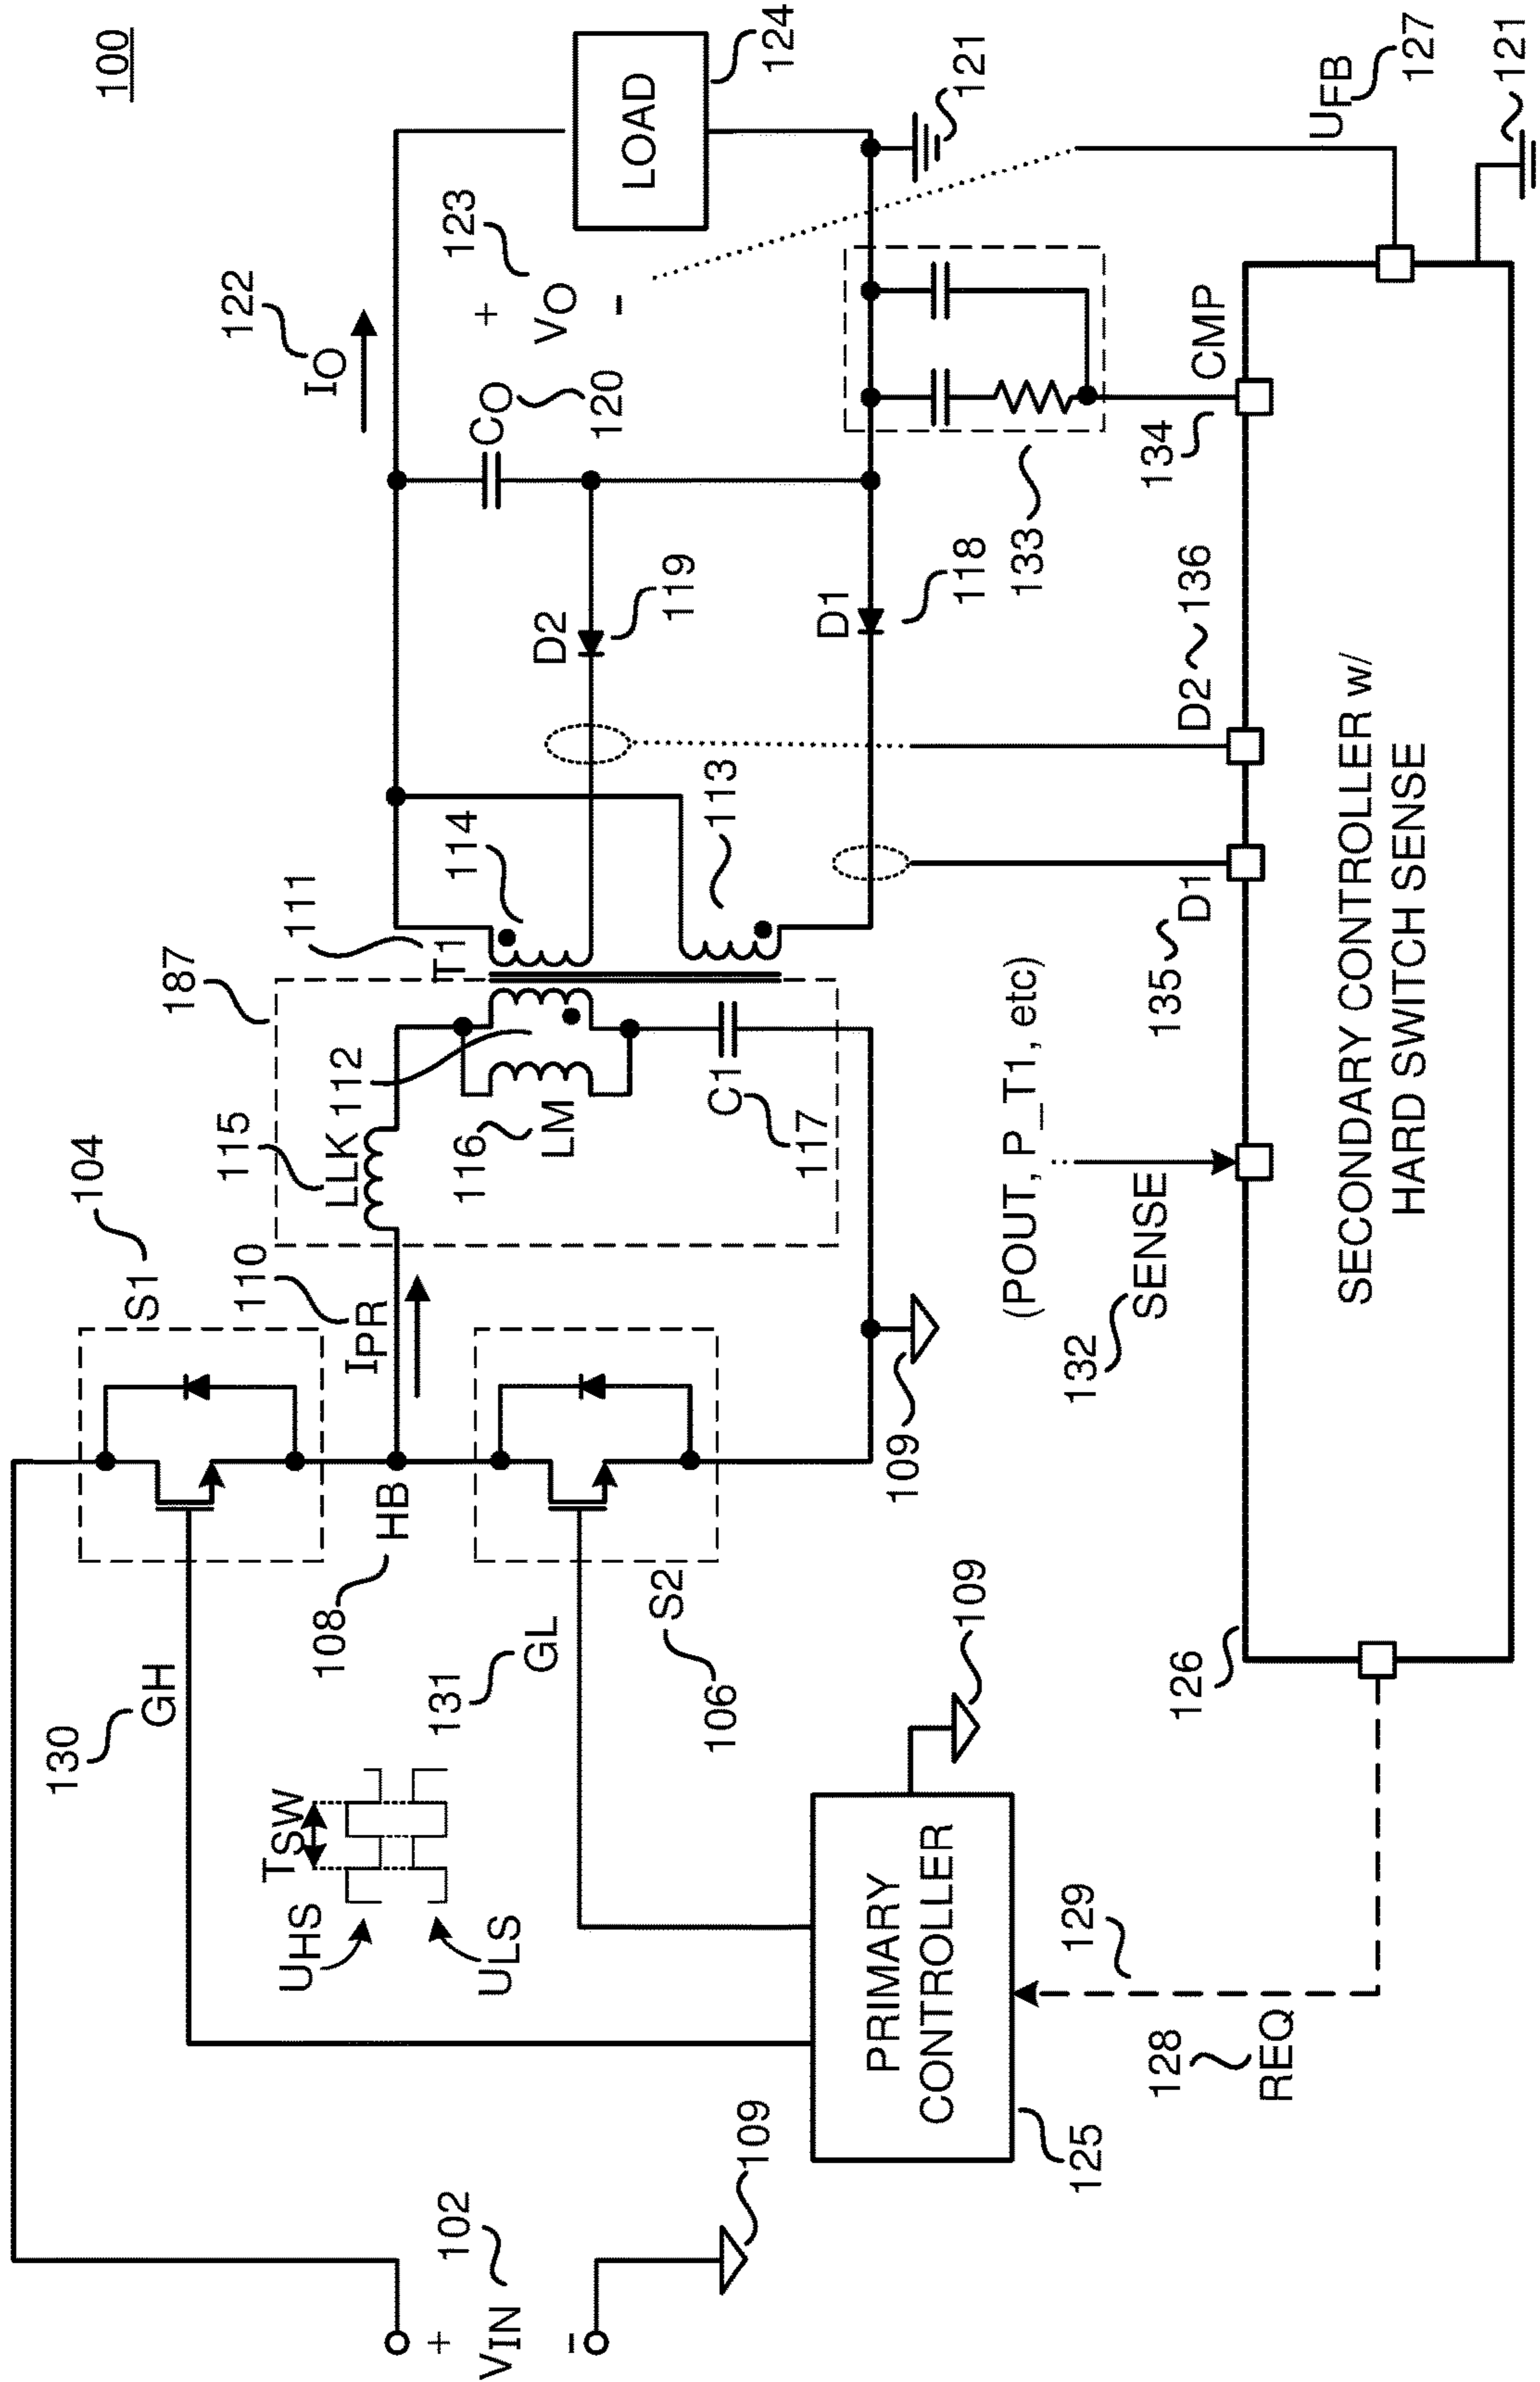 100
VIN
+
-
102
109
130
GH
TSW
UHS
ULS
131
GL
108
HB
S1
104
110
IPR
S2
106
109
PRIMARY
CONTROLLER
125
109
187
115
LLK
112
116
LM
C1
117
111
T1
114
113
D2
119
D1
118
122
IO
CO
120
+
VO
-
123
LOAD
124
121
133
134
CMP
UFB
127
121
D2
136
135
D1
(POUT, P_T1, etc)
132
SENSE
126
SECONDARY CONTROLLER w/
HARD SWITCH SENSE
128
REQ
129